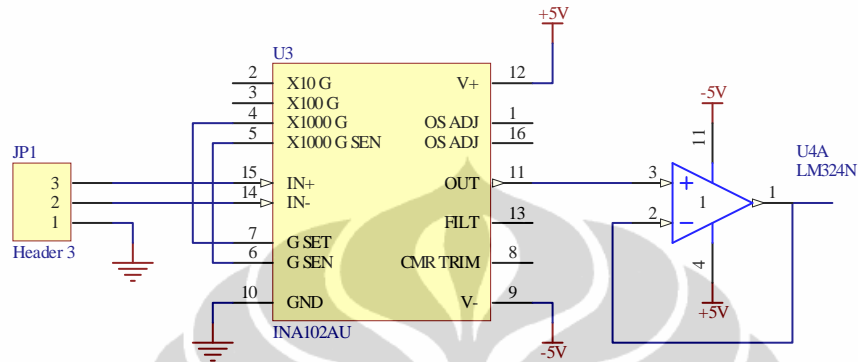 +5V
U3
2 X10 G V+ 12
3 X100 G
4 X1000 G OS ADJ 1
5 X1000 G SEN OS ADJ 16
-5V
11
JP1
U4A
LM324N
3 15 IN+ OUT 11 3
2 14 IN- 1 1
1 FILT 13 2
7 G SET
Header 3
6 G SEN CMR TRIM 8
4
10 GND V- 9
+5V
INA102AU
-5V